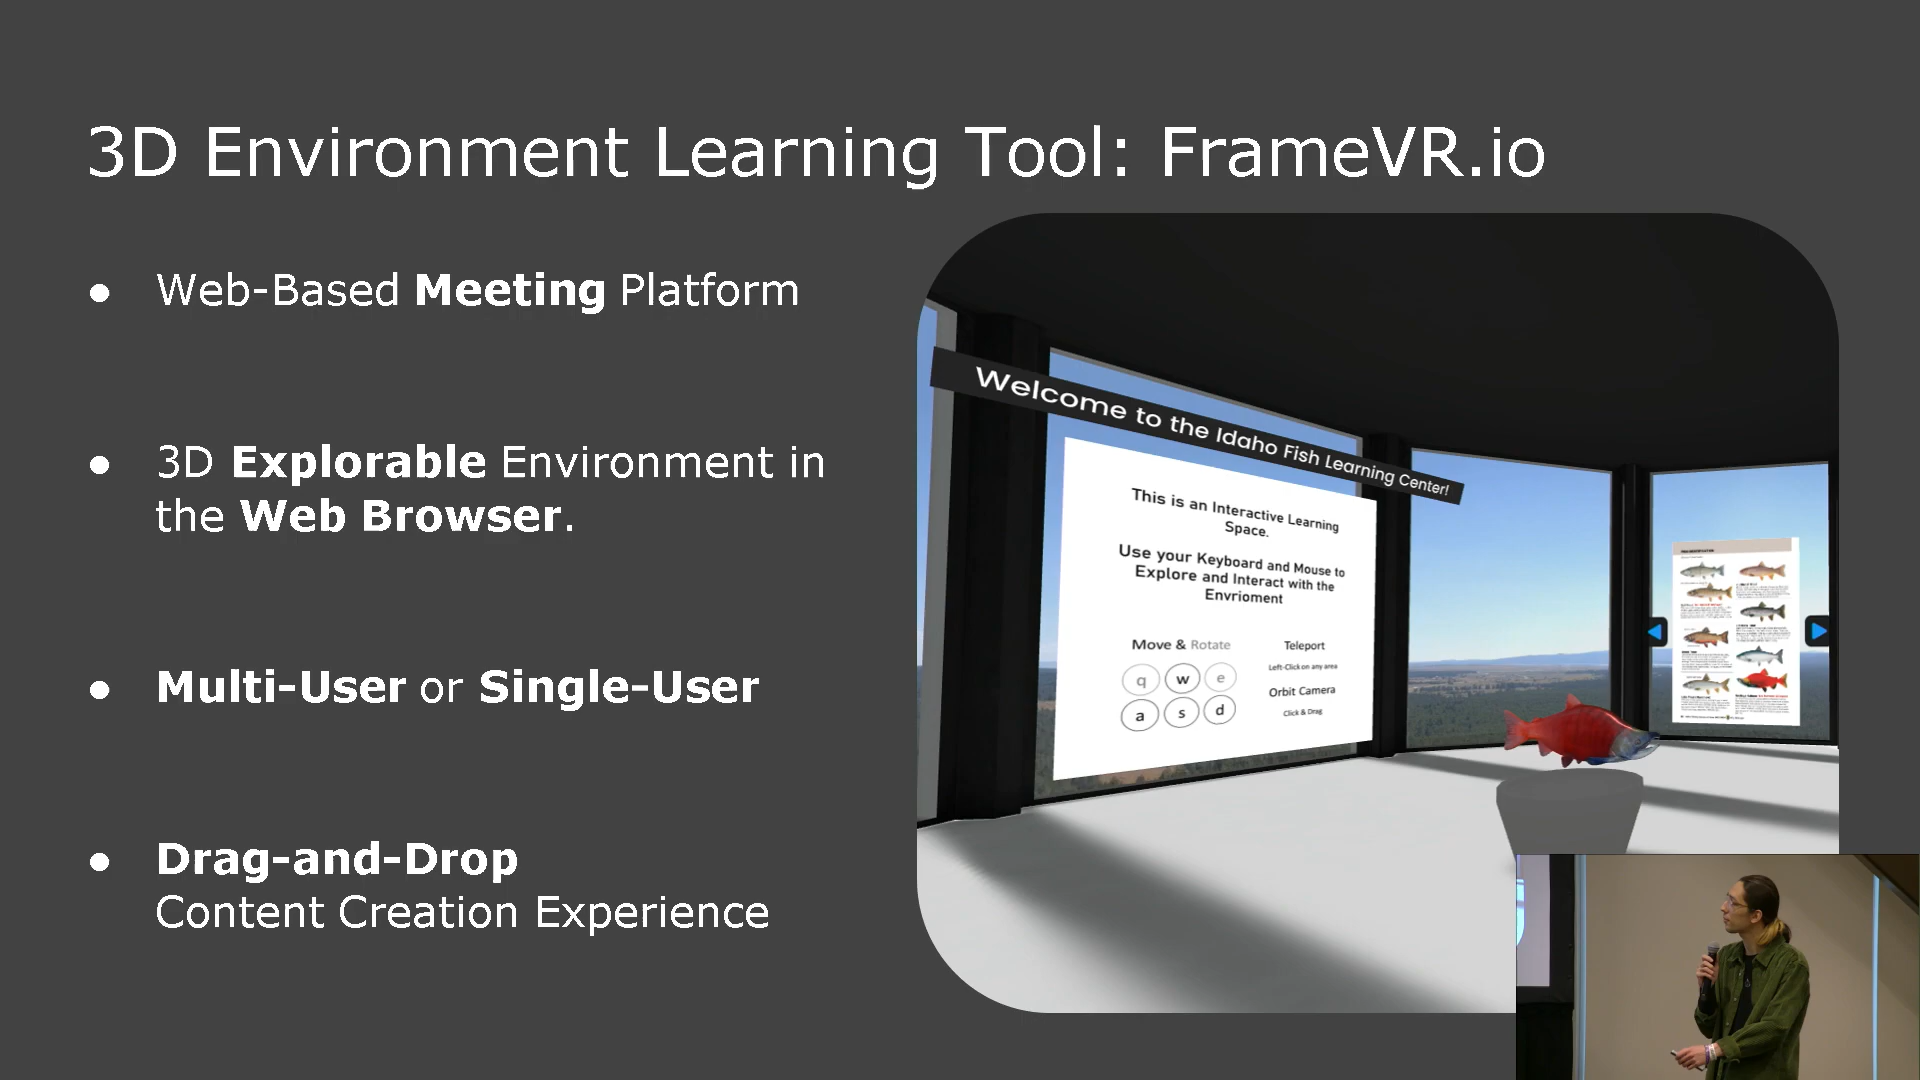 3D Environment Learning Tool: FrameVR.io
● Web-Based Meeting Platform
● 3D Explorable Environment in
the Web Browser.
● Multi-User or Single-User
● Drag-and-Drop
Content Creation Experience
Welcome to the Idaho Fish Learning Center!
This is an Interactive Learning
Space.
Use your Keyboard and Mouse to
Explore and Interact with the
Envrioment
Move & Rotate
q w e
a s d
Teleport
Left-Click on any area
Orbit Camera
Click & Drag